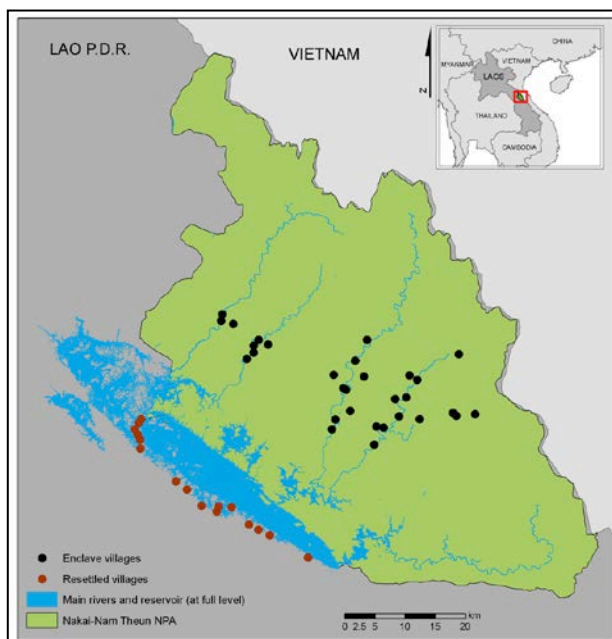 LAO P.D.R.
VIETNAM
N
CHINA
MYANMAR
VIETNAM
LAOS
THAILAND
CAMBODIA
Enclave villages
Resettled villages
Main rivers and reservoir (at full level)
Nakai-Nam Theun NPA
km
0 2.5 5 10 15 20